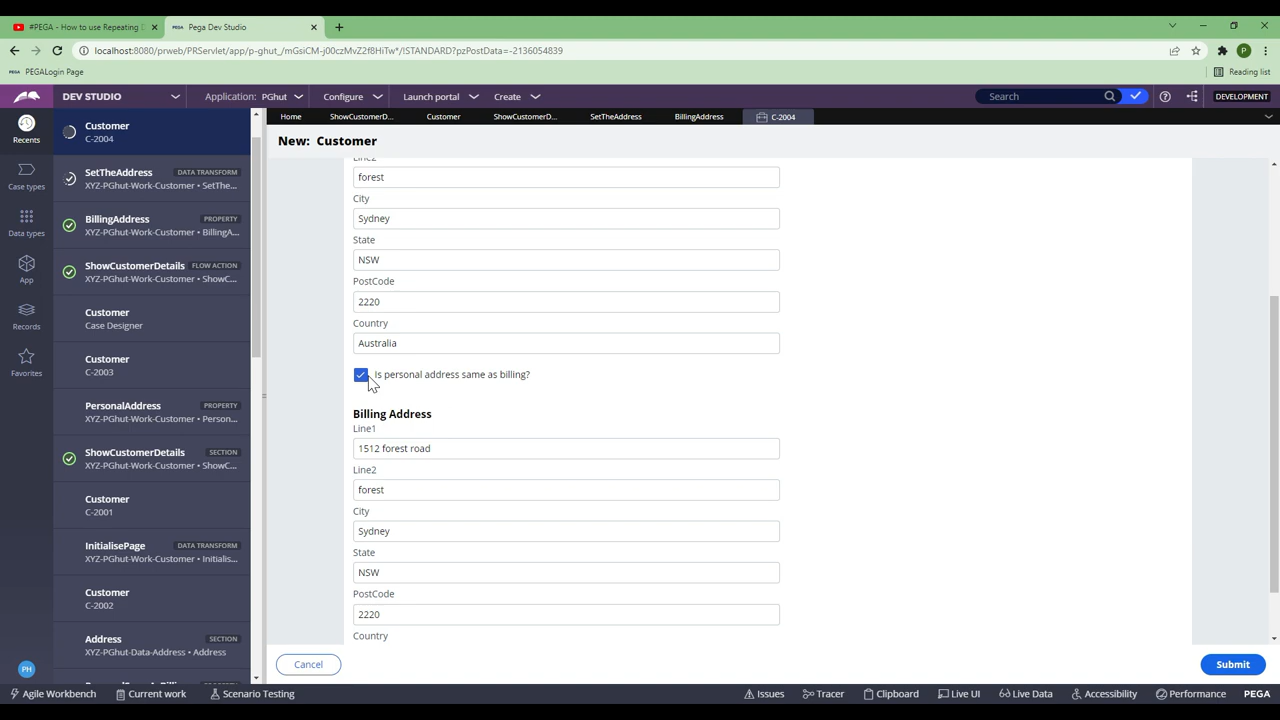 #PEGA - How to use Repeating
Pega Dev Studio
localhost:8080/prweb/PRServlet/app/p-ghut_/mGsiCM-j00czMvZ2f8HiTw*/!STANDARD?pzPostData=-2136054839
P
PEGALogin Page
Reading list
DEV STUDIO
Application: PGhut
Configure
Launch portal
Create
Search
DEVELOPMENT
Home
ShowCustomerD...
Customer
ShowCustomerD...
SetTheAddress
BillingAddress
C-2004
Recents
Case types
Data types
App
Records
Favorites
PH
Customer
C-2004
SetTheAddress DATA TRANSFORM
XYZ-PGhut-Work-Customer • SetThe...
BillingAddress PROPERTY
XYZ-PGhut-Work-Customer • BillingA...
ShowCustomerDetails FLOW ACTION
XYZ-PGhut-Work-Customer • ShowC...
Customer
Case Designer
Customer
C-2003
PersonalAddress PROPERTY
XYZ-PGhut-Work-Customer • Person...
ShowCustomerDetails SECTION
XYZ-PGhut-Work-Customer • ShowC...
Customer
C-2001
InitialisePage DATA TRANSFORM
XYZ-PGhut-Work-Customer • Initialis...
Customer
C-2002
Address SECTION
XYZ-PGhut-Data-Address • Address
New: Customer
Line2
forest
City
Sydney
State
NSW
PostCode
2220
Country
Australia
Is personal address same as billing?
Billing Address
Line1
1512 forest road
Line2
forest
City
Sydney
State
NSW
PostCode
2220
Country
Cancel
Submit
Agile Workbench
Current work
Scenario Testing
Issues
Tracer
Clipboard
Live UI
Live Data
Accessibility
Performance
PEGA